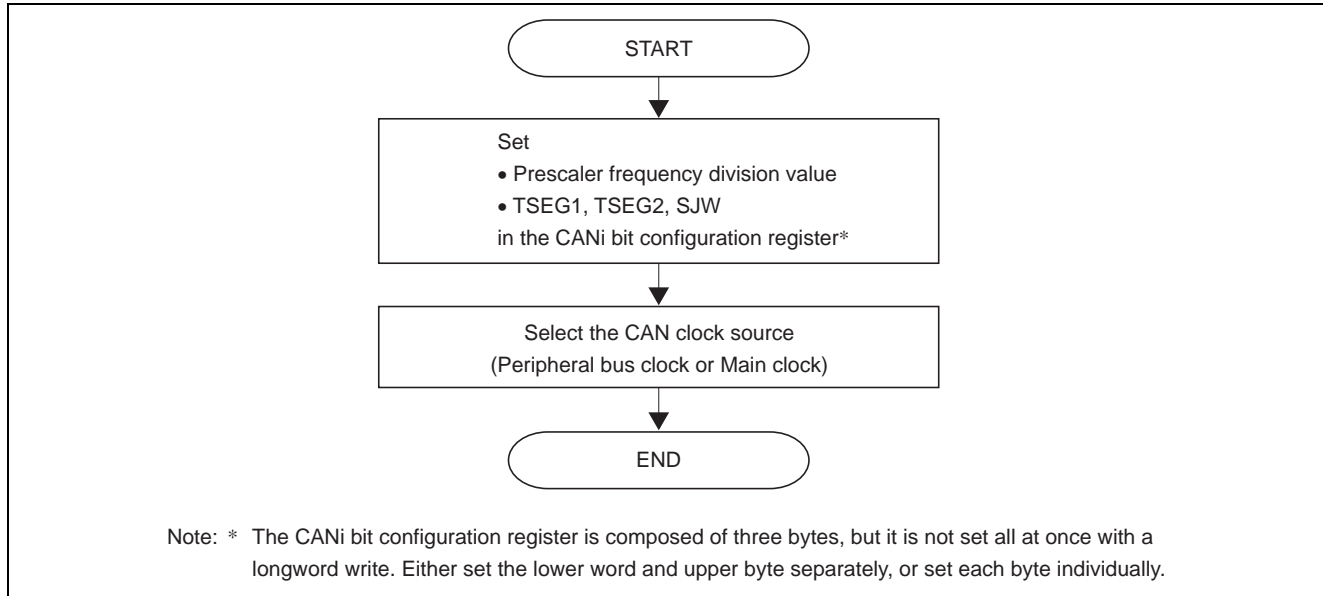 START
Set
• Prescaler frequency division value
• TSEG1, TSEG2, SJW
in the CANi bit configuration register*
Select the CAN clock source
(Peripheral bus clock or Main clock)
END
Note: * The CANi bit configuration register is composed of three bytes, but it is not set all at once with a
longword write. Either set the lower word and upper byte separately, or set each byte individually.